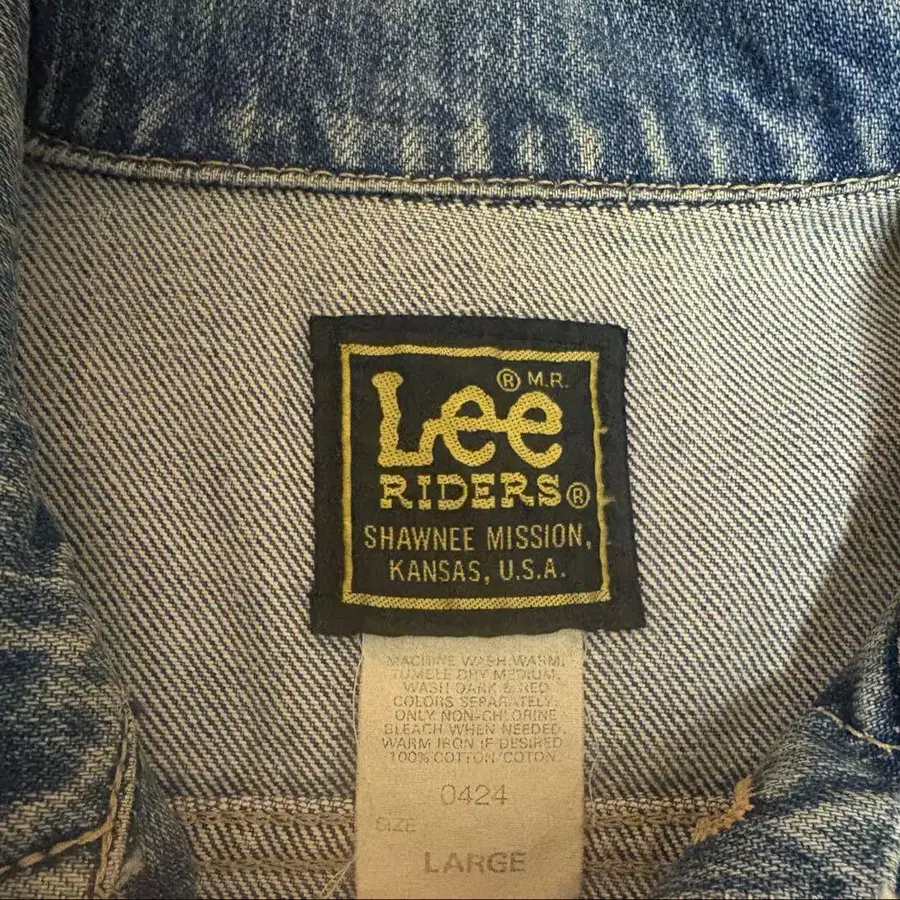 ® M.R.
Lee
RIDERS®
SHAWNEE MISSION,
KANSAS, U.S.A.
MACHINE WASH WARM,
TUMBLE DRY MEDIUM.
WASH DARK & RED
COLORS SEPARATELY.
ONLY NON-CHLORINE
BLEACH WHEN NEEDED.
WARM IRON IF DESIRED
100% COTTON/COTON.
0424
SIZE
LARGE